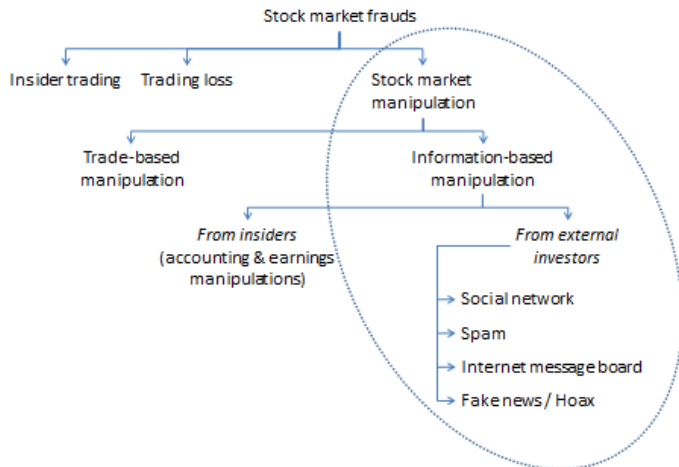 Stock market frauds
Insider trading
Trading loss
Stock market
manipulation
Trade-based
manipulation
Information-based
manipulation
From insiders
(accounting & earnings
manipulations)
From external
investors
Social network
Spam
Internet message board
Fake news / Hoax